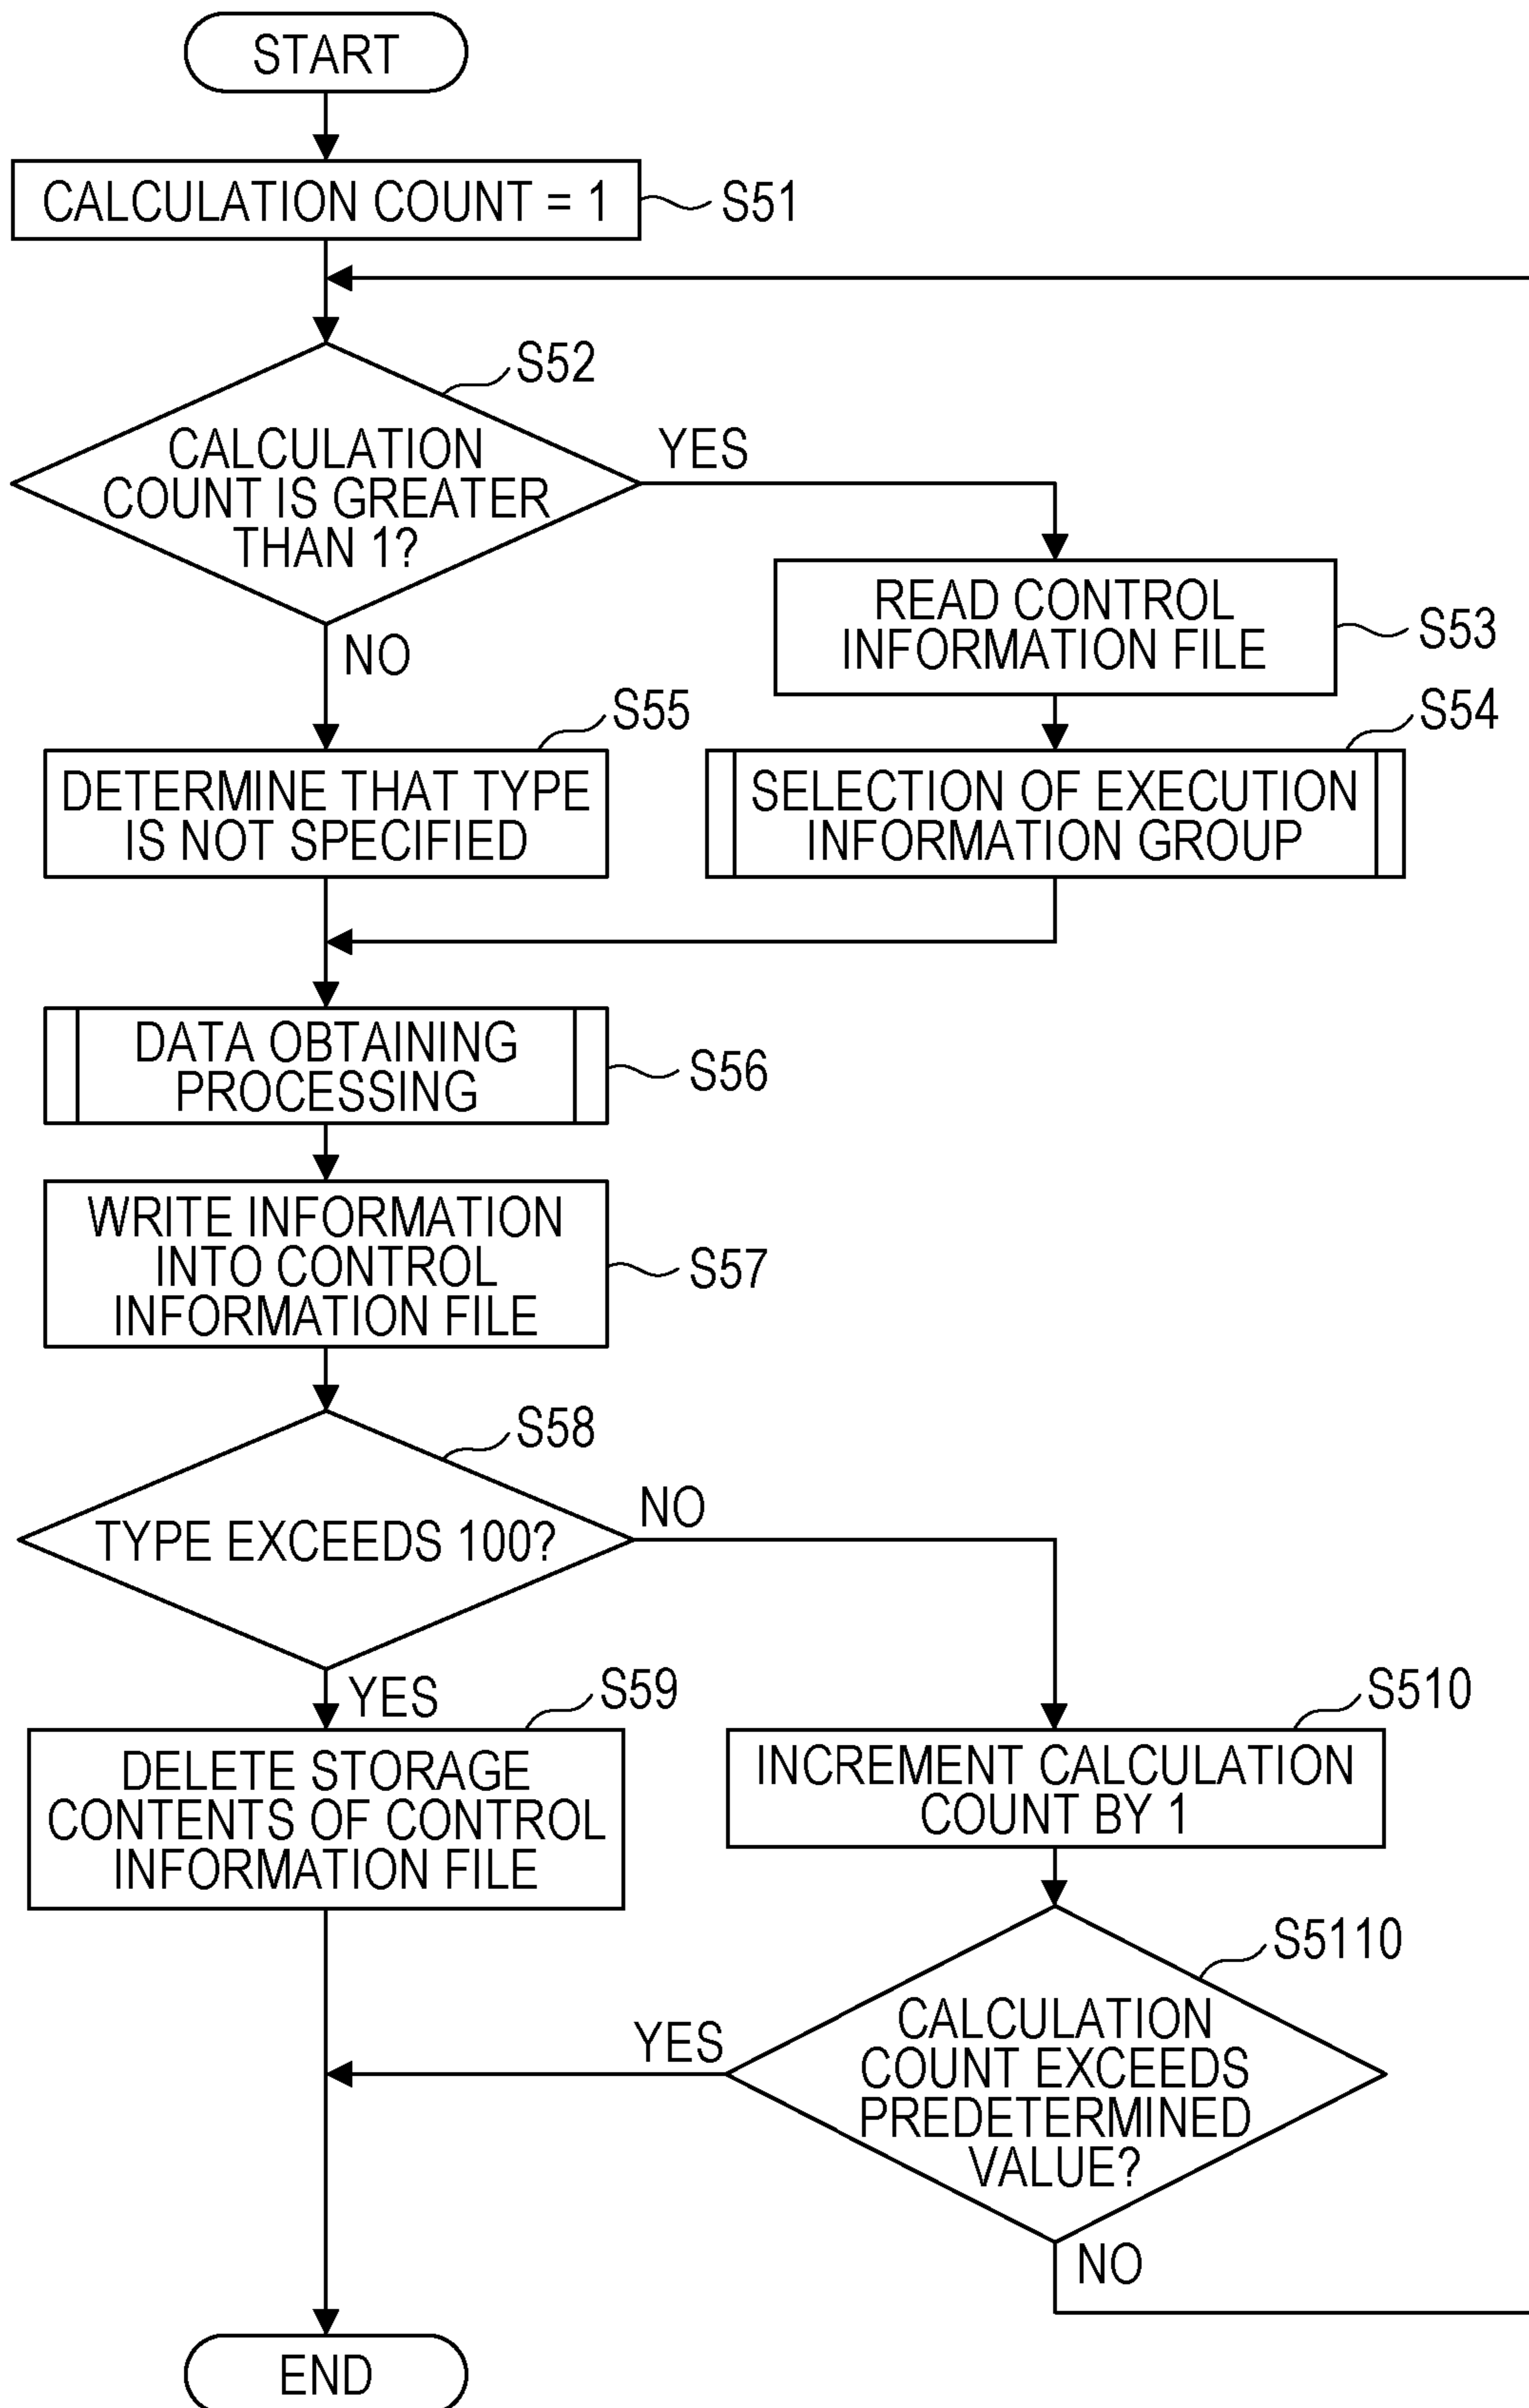 START
CALCULATION COUNT = 1
S51
S52
CALCULATION
COUNT IS GREATER
THAN 1?
YES
NO
READ CONTROL
INFORMATION FILE
S53
S55
DETERMINE THAT TYPE
IS NOT SPECIFIED
S54
SELECTION OF EXECUTION
INFORMATION GROUP
DATA OBTAINING
PROCESSING
S56
WRITE INFORMATION
INTO CONTROL
INFORMATION FILE
S57
S58
TYPE EXCEEDS 100?
NO
YES
S59
DELETE STORAGE
CONTENTS OF CONTROL
INFORMATION FILE
S510
INCREMENT CALCULATION
COUNT BY 1
S5110
CALCULATION
COUNT EXCEEDS
PREDETERMINED
VALUE?
YES
NO
END